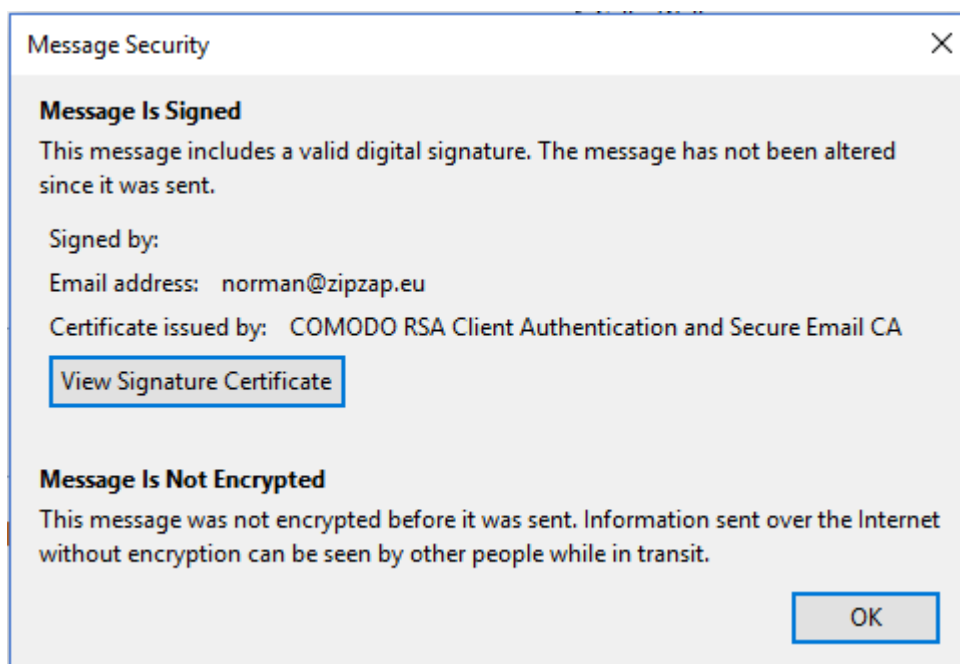 Message Security
Message Is Signed
This message includes a valid digital signature. The message has not been altered
since it was sent.
Signed by:
Email address: norman@zipzap.eu
Certificate issued by: COMODO RSA Client Authentication and Secure Email CA
View Signature Certificate
Message Is Not Encrypted
This message was not encrypted before it was sent. Information sent over the Internet
without encryption can be seen by other people while in transit.
OK